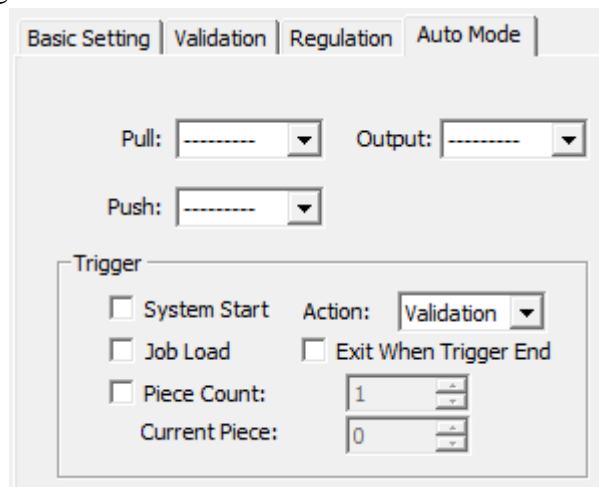 Basic Setting Validation Regulation Auto Mode
Pull: --------- Output: ---------
Push: ---------
Trigger
System Start Action: Validation
Job Load Exit When Trigger End
Piece Count: 1
Current Piece: 0